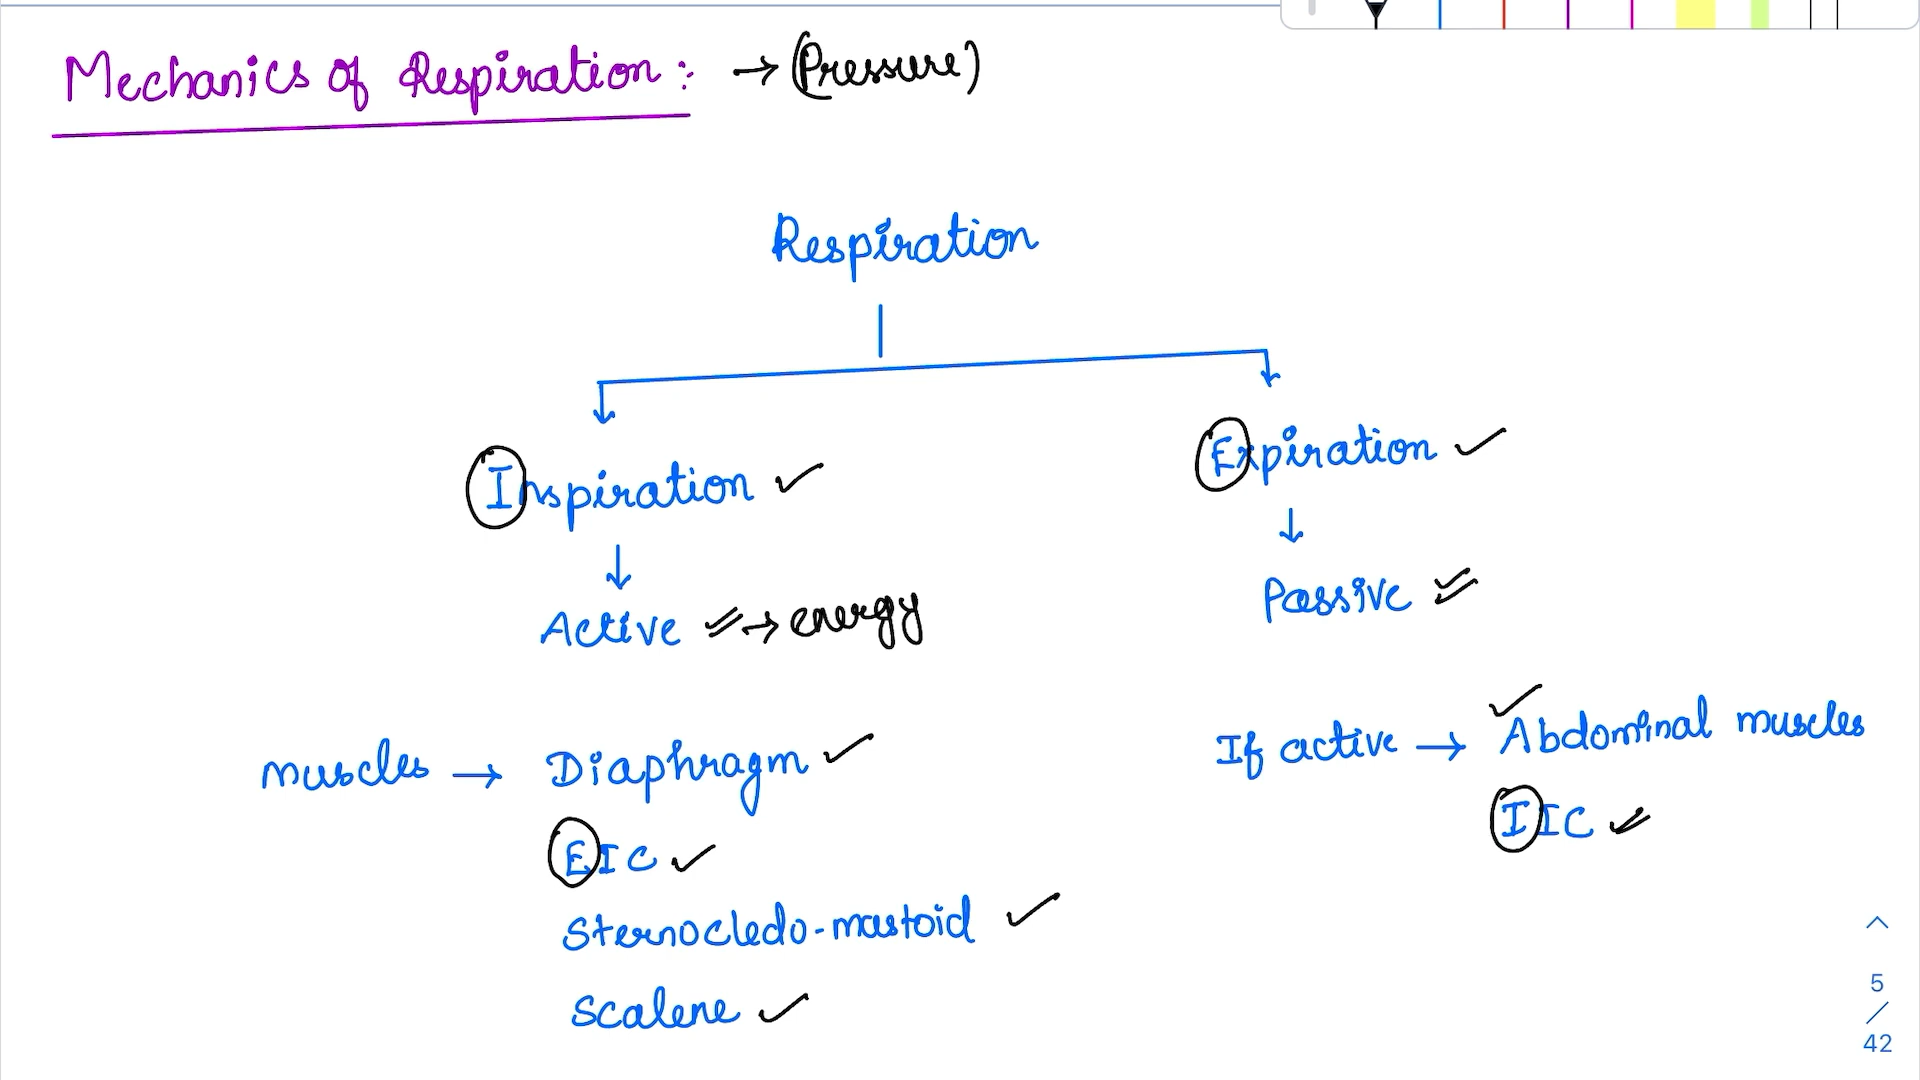 Mechanics of Respiration : → (Pressure)
Respiration
Inspiration ✓
Expiration ✓
↓
↓
Active → energy
Passive
muscles → Diaphragm ✓
EIC ✓
Sternocledo-mastoid ✓
Scalene ✓
If active → Abdominal muscles
IIC ✓
5
/
42